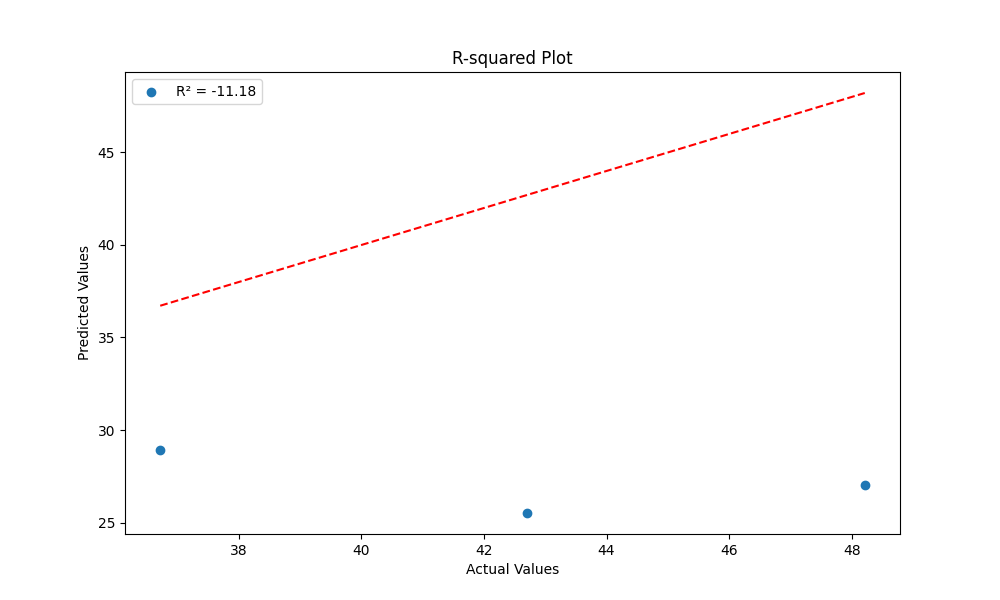 R-squared Plot
R² = -11.18
45
40
35
30
25
Predicted Values
38
40
42
44
46
48
Actual Values